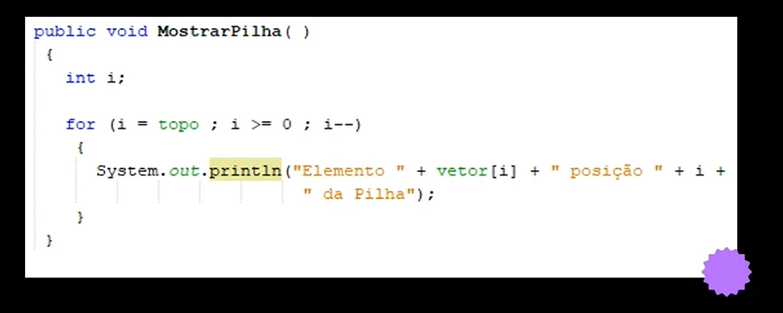 public void MostrarPilha( )
{
int i;
for (i = topo ; i >= 0 ; i--)
{
System.out.println("Elemento " + vetor[i] + " posição " + i +
" da Pilha");
}
}